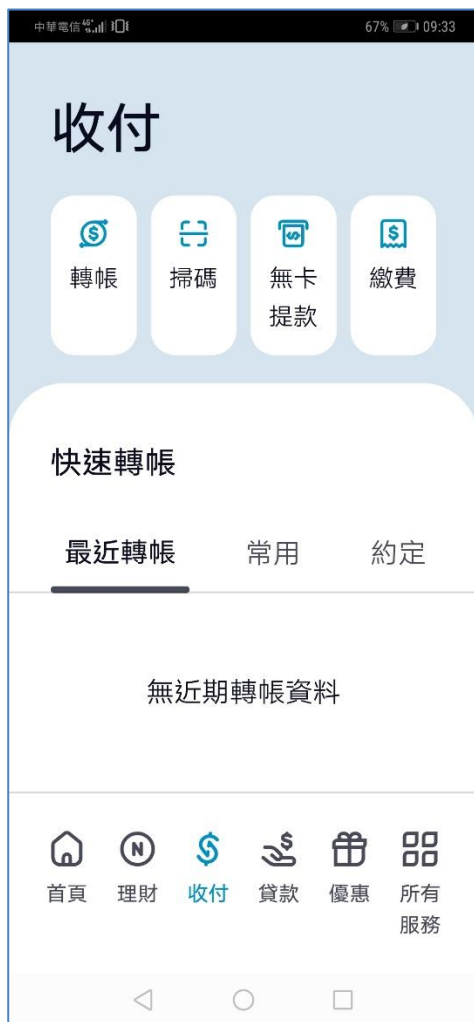 中華電信 67% 09:33
收付
轉帳 掃碼 無卡 繳費
提款
快速轉帳
最近轉帳 常用 約定
無近期轉帳資料
首頁 理財 收付 貸款 優惠 所有
服務